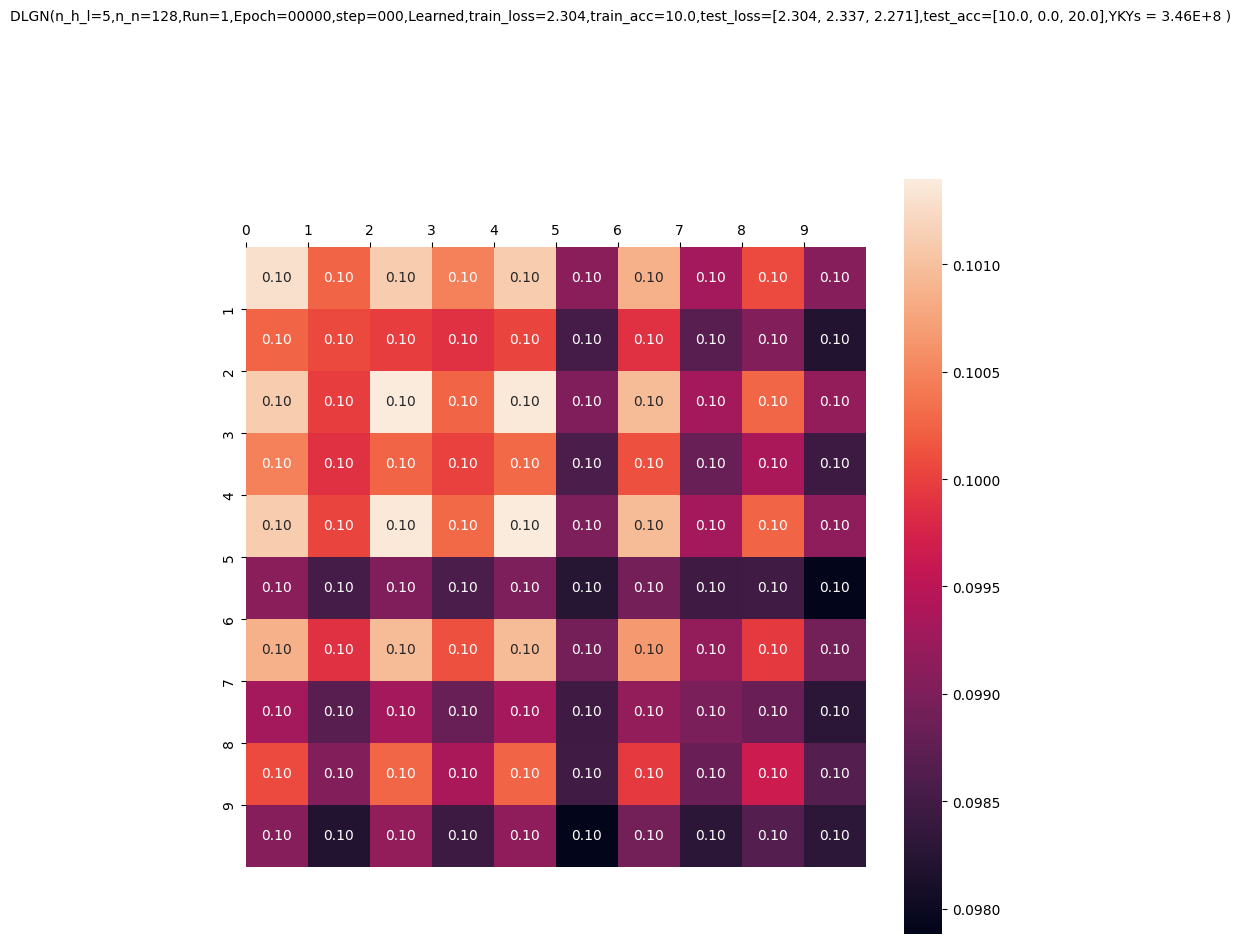 DLGN(n_h_l=5,n_n=128,Run=1,Epoch=00000,step=000,Learned,train_loss=2.304,train_acc=10.0,test_loss=[2.304, 2.337, 2.271],test_acc=[10.0, 0.0, 20.0],YKYs = 3.46E+8 )
0 1 2 3 4 5 6 7 8 9
0.10 0.10 0.10 0.10 0.10 0.10 0.10 0.10 0.10 0.10
1
0.10 0.10 0.10 0.10 0.10 0.10 0.10 0.10 0.10 0.10
2
0.10 0.10 0.10 0.10 0.10 0.10 0.10 0.10 0.10 0.10
3
0.10 0.10 0.10 0.10 0.10 0.10 0.10 0.10 0.10 0.10
4
0.10 0.10 0.10 0.10 0.10 0.10 0.10 0.10 0.10 0.10
5
0.10 0.10 0.10 0.10 0.10 0.10 0.10 0.10 0.10 0.10
6
0.10 0.10 0.10 0.10 0.10 0.10 0.10 0.10 0.10 0.10
7
0.10 0.10 0.10 0.10 0.10 0.10 0.10 0.10 0.10 0.10
8
0.10 0.10 0.10 0.10 0.10 0.10 0.10 0.10 0.10 0.10
9
0.10 0.10 0.10 0.10 0.10 0.10 0.10 0.10 0.10 0.10
0.1010
0.1005
0.1000
0.0995
0.0990
0.0985
0.0980